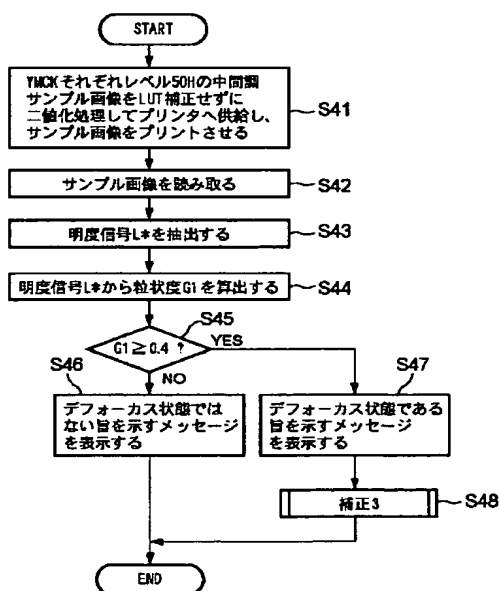 START
YMCKそれぞれレベル50Hの中間調
サンプル画像をLUT補正せずに
二値化処理してプリンタへ供給し、
サンプル画像をプリントさせる
S41
サンプル画像を読み取る
S42
明度信号L*を抽出する
S43
明度信号L*から粒状度G1を算出する
S44
S45
G1≧0.4 ?
YES
NO
S46
デフォーカス状態では
ない旨を示すメッセージ
を表示する
S47
デフォーカス状態である
旨を示すメッセージ
を表示する
補正3
S48
END